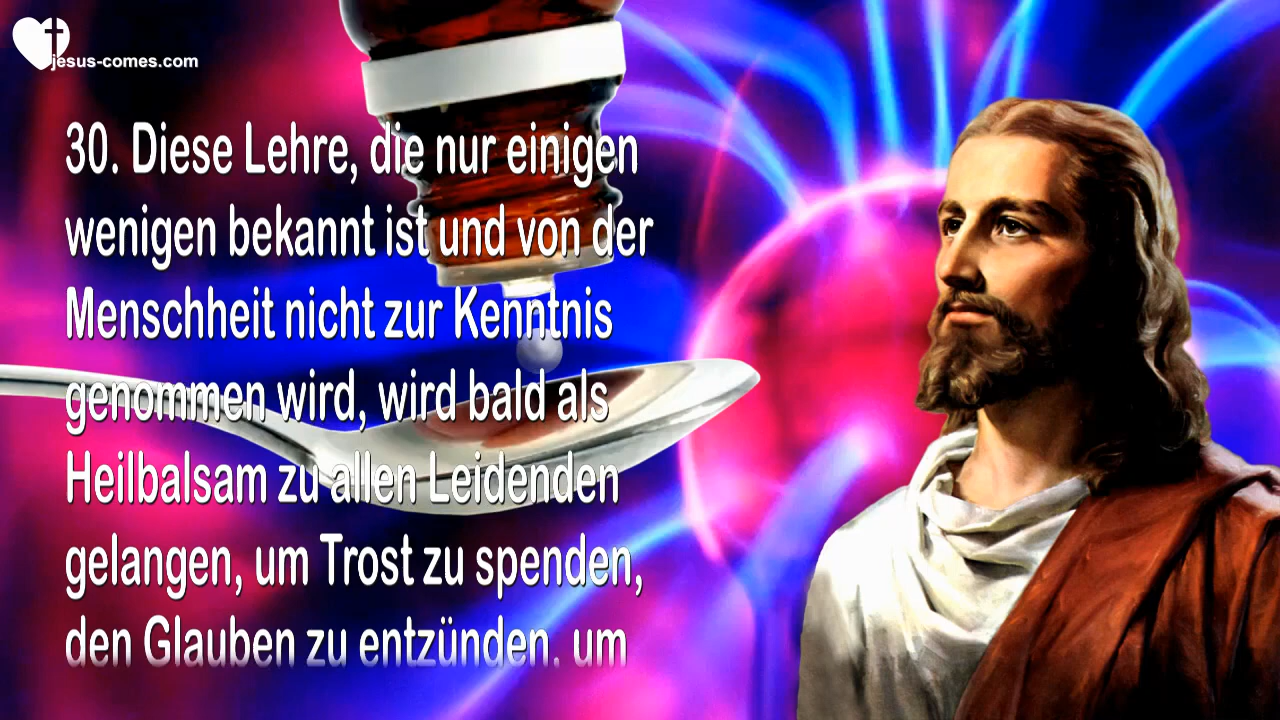 jesus-comes.com
30. Diese Lehre, die nur einigen
wenigen bekannt ist und von der
Menschheit nicht zur Kenntnis
genommen wird, wird bald als
Heilbalsam zu allen Leidenden
gelangen, um Trost zu spenden,
den Glauben zu entzünden, um